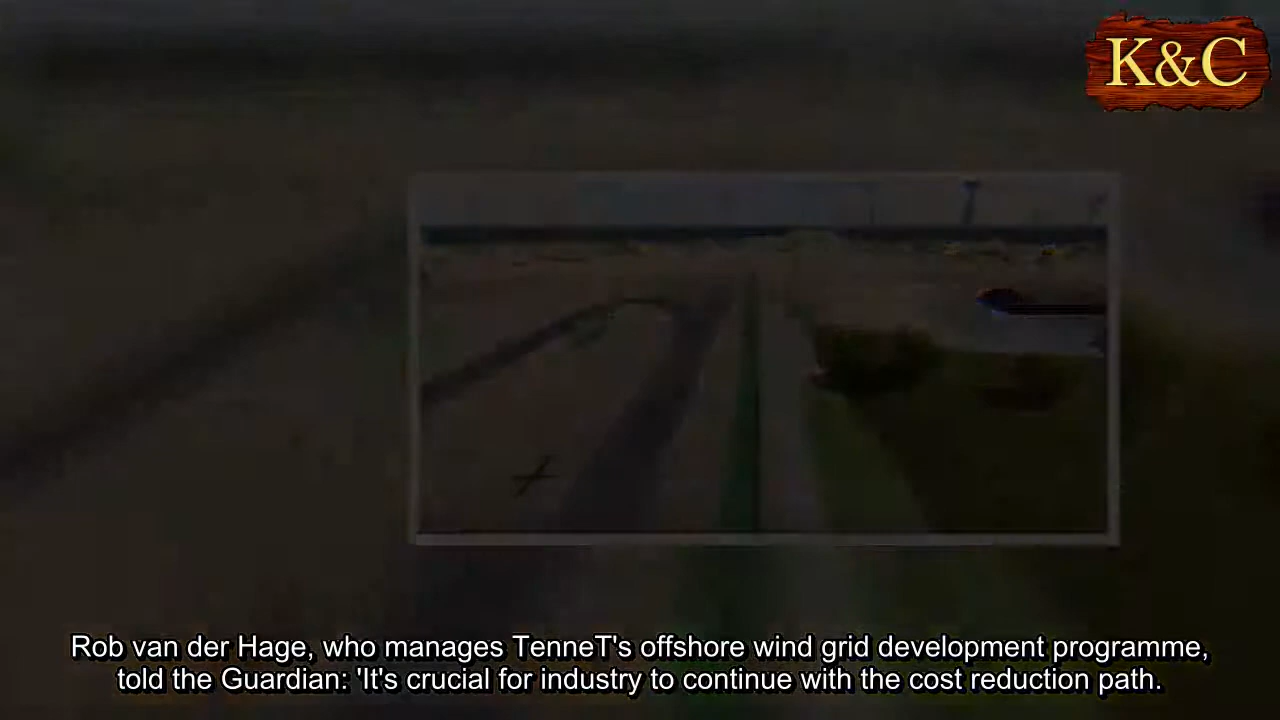 K&C
Rob van der Hage, who manages TenneT's offshore wind grid development programme,
told the Guardian: 'It's crucial for industry to continue with the cost reduction path.